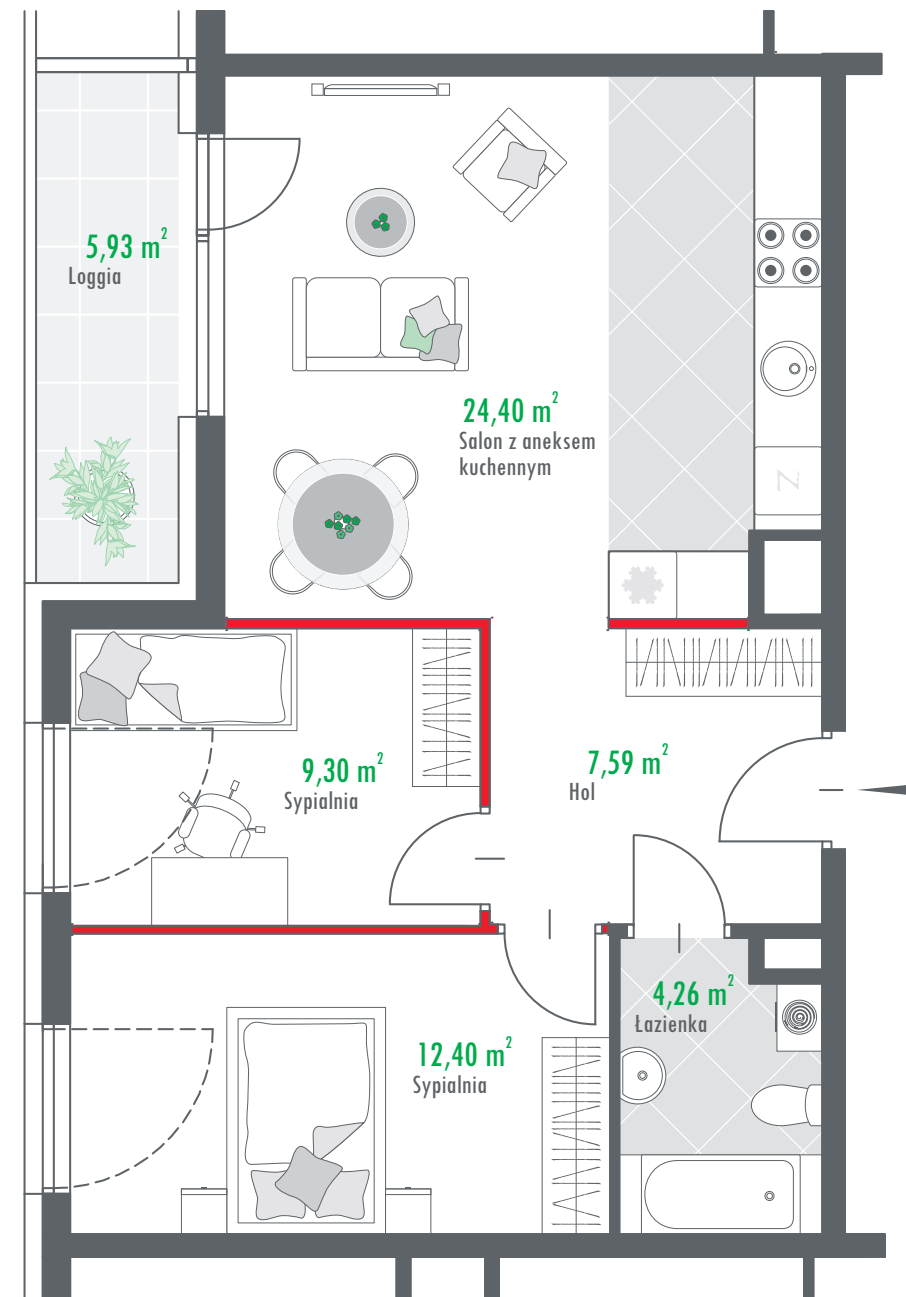 5,93 m²
Loggia
24,40 m²
Salon z aneksem
kuchennym
Z
9,30 m²
Sypialnia
7,59 m²
Hol
4,26 m²
Łazienka
12,40 m²
Sypialnia